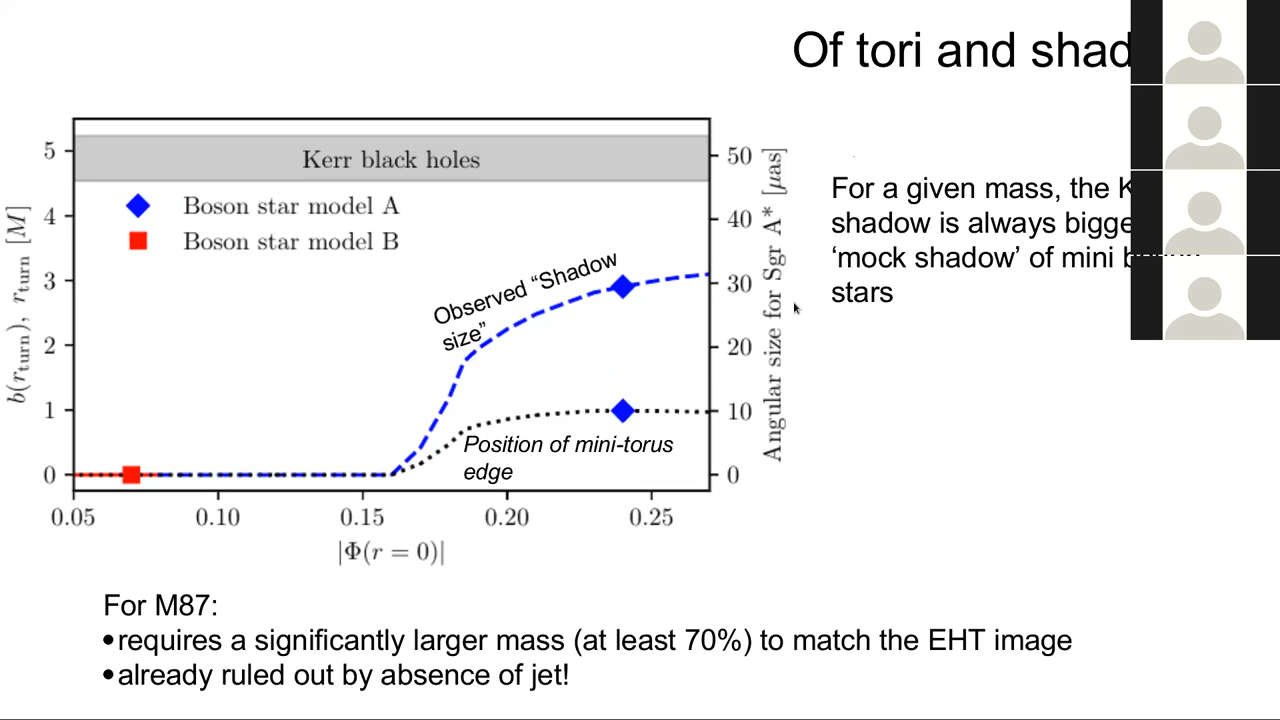 Of tori and shad
5
4
3
2
1
0
b(r_turn), r_turn [M]
Kerr black holes
Boson star model A
Boson star model B
Observed “Shadow
size”
Position of mini-torus
edge
50
40
30
20
10
0
Angular size for Sgr A* [μas]
0.05 0.10 0.15 0.20 0.25
|Φ(r = 0)|
For a given mass, the K
shadow is always bigge
‘mock shadow’ of mini
stars
For M87:
•requires a significantly larger mass (at least 70%) to match the EHT image
•already ruled out by absence of jet!